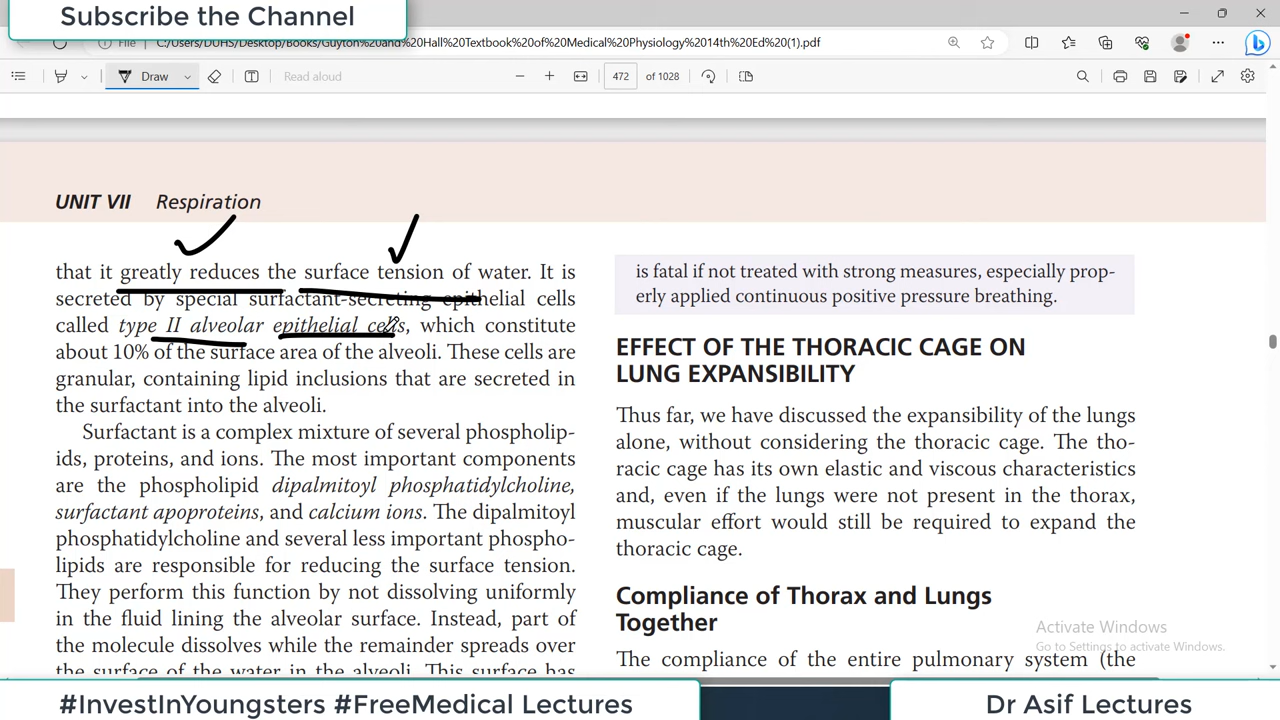 Subscribe the Channel
File
C:/Users/DUHS/Desktop/Books/Guyton%20and%20Hall%20Textbook%20of%20Medical%20Physiology%2014th%20Ed%20(1).pdf
Draw
Read aloud
472 of 1028
UNIT VII Respiration
that it greatly reduces the surface tension of water. It is
secreted by special surfactant-secreting epithelial cells
called type II alveolar epithelial cells, which constitute
about 10% of the surface area of the alveoli. These cells are
granular, containing lipid inclusions that are secreted in
the surfactant into the alveoli.
Surfactant is a complex mixture of several phospholip-
ids, proteins, and ions. The most important components
are the phospholipid dipalmitoyl phosphatidylcholine,
surfactant apoproteins, and calcium ions. The dipalmitoyl
phosphatidylcholine and several less important phospho-
lipids are responsible for reducing the surface tension.
They perform this function by not dissolving uniformly
in the fluid lining the alveolar surface. Instead, part of
the molecule dissolves while the remainder spreads over
the surface of the water in the alveoli. This surface has
is fatal if not treated with strong measures, especially prop-
erly applied continuous positive pressure breathing.
EFFECT OF THE THORACIC CAGE ON
LUNG EXPANSIBILITY
Thus far, we have discussed the expansibility of the lungs
alone, without considering the thoracic cage. The tho-
racic cage has its own elastic and viscous characteristics
and, even if the lungs were not present in the thorax,
muscular effort would still be required to expand the
thoracic cage.
Compliance of Thorax and Lungs
Together
The compliance of the entire pulmonary system (the
Activate Windows
Go to Settings to activate Windows.
#InvestInYoungsters #FreeMedical Lectures
Dr Asif Lectures